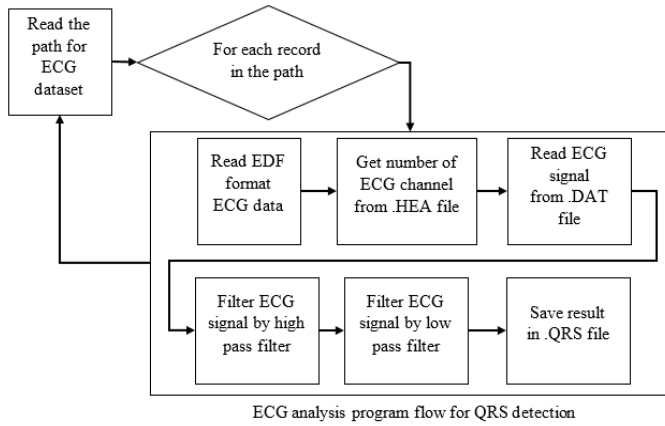 Read the
path for
ECG
dataset
For each record
in the path
Read EDF
format
ECG data
Get number of
ECG channel
from .HEA file
Read ECG
signal
from .DAT
file
Filter ECG
signal by high
pass filter
Filter ECG
signal by low
pass filter
Save result
in .QRS file
ECG analysis program flow for QRS detection